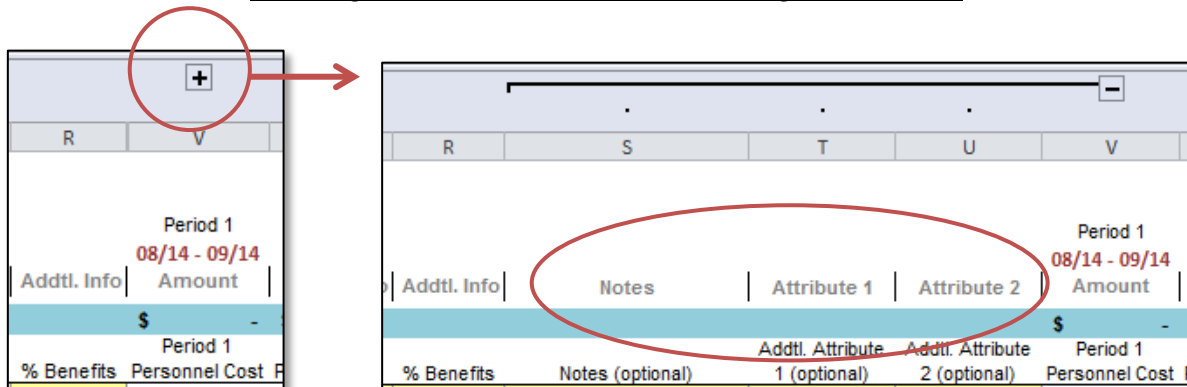 R V
Period 1
08/14 - 09/14
Addtl. Info Amount
$ -
Period 1
% Benefits Personnel Cost
R S T U V
Period 1
08/14 - 09/14
Addtl. Info Notes Attribute 1 Attribute 2 Amount
$ -
Addtl. Attribute Addtl. Attribute Period 1
% Benefits Notes (optional) 1 (optional) 2 (optional) Personnel Cost